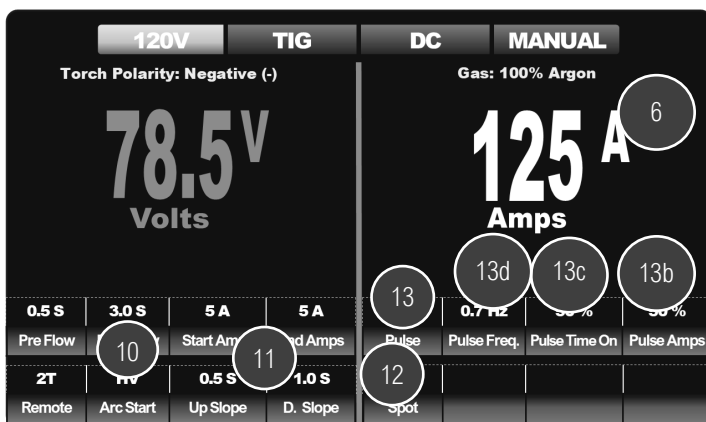 120V TIG DC MANUAL
Torch Polarity: Negative (-) Gas: 100% Argon
78.5 V 125 A 6
Volts Amps
13d 13c 13b
13
0.5 S 3.0 S 5 A 5 A 0.7 Hz %
Pre Flow Start Amps Pulse Pulse Freq. Pulse Time On Pulse Amps
10 11 12
2T HV 0.5 S 1.0 S
Remote Arc Start Up Slope D. Slope Spot